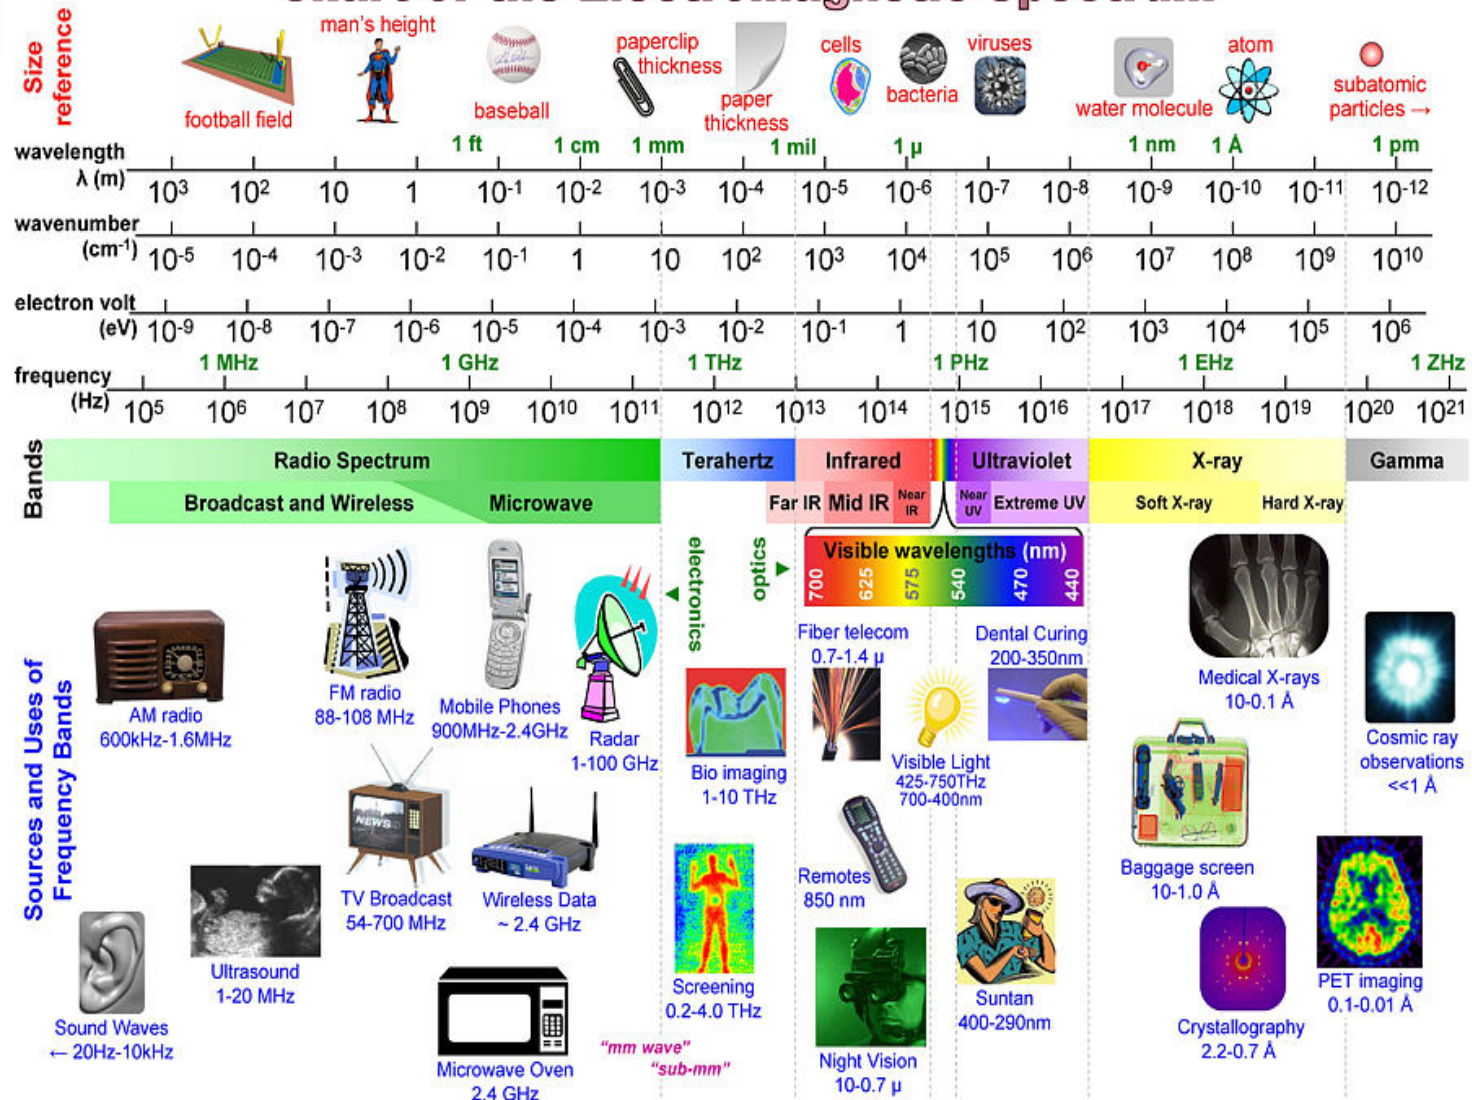 Chart of the Electromagnetic Spectrum
Size reference
football field
man's height
baseball
paperclip thickness
paper thickness
cells
bacteria
viruses
water molecule
atom
subatomic particles →
1 ft 1 cm 1 mm 1 mil 1 µ 1 nm 1 Å 1 pm
wavelength λ (m)
10³ 10² 10 1 10⁻¹ 10⁻² 10⁻³ 10⁻⁴ 10⁻⁵ 10⁻⁶ 10⁻⁷ 10⁻⁸ 10⁻⁹ 10⁻¹⁰ 10⁻¹¹ 10⁻¹²
wavenumber (cm⁻¹)
10⁻⁵ 10⁻⁴ 10⁻³ 10⁻² 10⁻¹ 1 10 10² 10³ 10⁴ 10⁵ 10⁶ 10⁷ 10⁸ 10⁹ 10¹⁰
electron volt (eV)
10⁻⁹ 10⁻⁸ 10⁻⁷ 10⁻⁶ 10⁻⁵ 10⁻⁴ 10⁻³ 10⁻² 10⁻¹ 1 10 10² 10³ 10⁴ 10⁵ 10⁶
1 MHz 1 GHz 1 THz 1 PHz 1 EHz 1 ZHz
frequency (Hz)
10⁵ 10⁶ 10⁷ 10⁸ 10⁹ 10¹⁰ 10¹¹ 10¹² 10¹³ 10¹⁴ 10¹⁵ 10¹⁶ 10¹⁷ 10¹⁸ 10¹⁹ 10²⁰ 10²¹
Bands
Radio Spectrum Terahertz Infrared Ultraviolet X-ray Gamma
Broadcast and Wireless Microwave Far IR Mid IR Near IR Near UV Extreme UV Soft X-ray Hard X-ray
electronics
optics
Visible wavelengths (nm)
700 625 575 540 470 440
Sources and Uses of
Frequency Bands
AM radio
600kHz-1.6MHz
FM radio
88-108 MHz
Mobile Phones
900MHz-2.4GHz
Radar
1-100 GHz
Bio imaging
1-10 THz
Fiber telecom
0.7-1.4 µ
Visible Light
425-750THz
700-400nm
Dental Curing
200-350nm
Medical X-rays
10-0.1 Å
Cosmic ray
observations
<<1 Å
Sound Waves
← 20Hz-10kHz
Ultrasound
1-20 MHz
NEWS
TV Broadcast
54-700 MHz
Wireless Data
~ 2.4 GHz
Microwave Oven
2.4 GHz
"mm wave"
"sub-mm"
Screening
0.2-4.0 THz
Remotes
850 nm
Night Vision
10-0.7 µ
Suntan
400-290nm
Baggage screen
10-1.0 Å
Crystallography
2.2-0.7 Å
PET imaging
0.1-0.01 Å